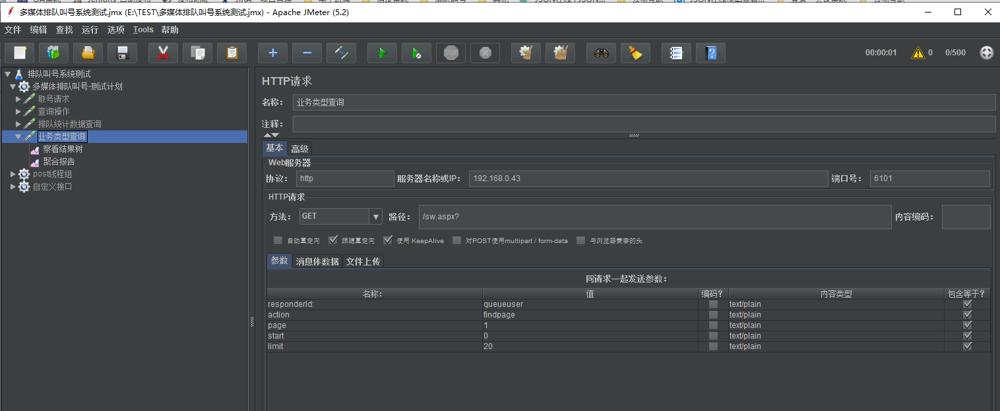 多媒体排队叫号系统测试.jmx (E:\TEST\多媒体排队叫号系统测试.jmx) - Apache JMeter (5.2)
文件 编辑 查找 运行 选项 Tools 帮助
00:00:01 0 0/500
排队叫号系统测试
多媒体排队叫号-测试计划
取号请求
查询操作
排队统计数据查询
业务类型查询
察看结果树
聚合报告
post线程组
自定义接口
HTTP请求
名称： 业务类型查询
注释：
基本 高级
Web服务器
协议： http 服务器名称或IP： 192.168.0.43 端口号： 6101
HTTP请求
方法： GET 路径： /sw.aspx? 内容编码：
自动重定向 跟随重定向 使用 KeepAlive 对POST使用multipart / form-data 与浏览器兼容的头
参数 消息体数据 文件上传
同请求一起发送参数：
名称： 值 编码? 内容类型 包含等于?
responderId: queueuser text/plain
action findpage text/plain
page 1 text/plain
start 0 text/plain
limit 20 text/plain